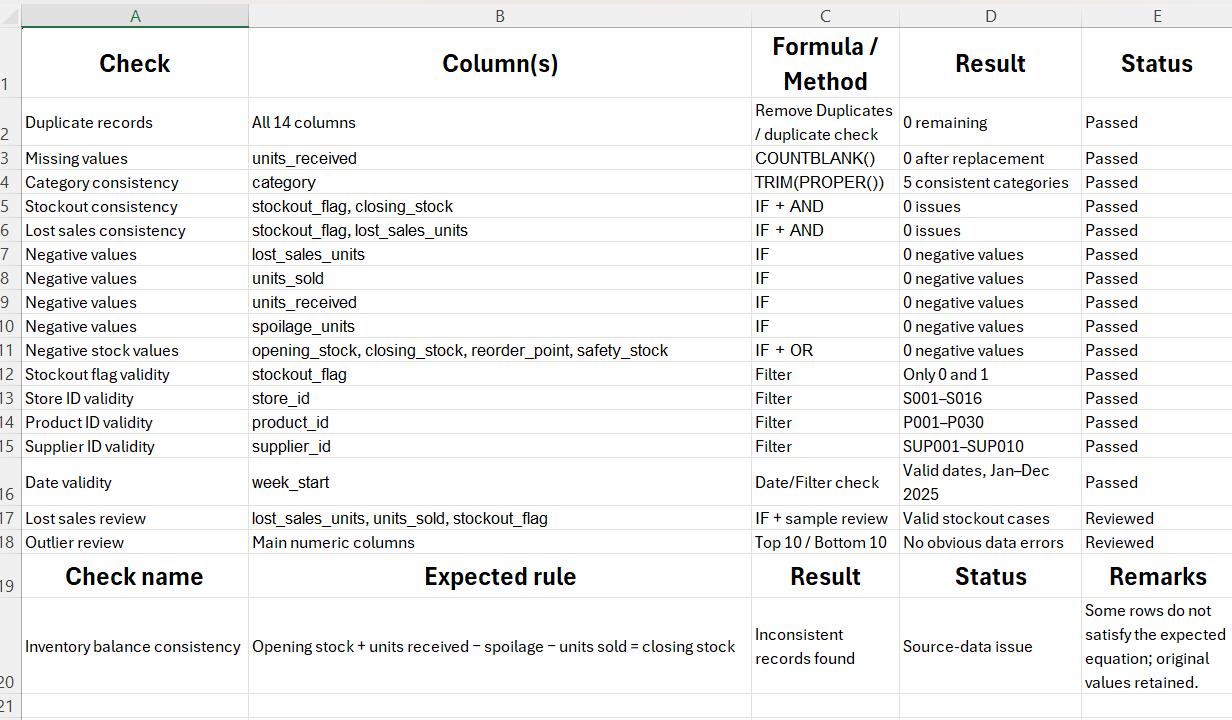 A B C D E
1 Check Column(s) Formula / Method Result Status
2 Duplicate records All 14 columns Remove Duplicates / duplicate check 0 remaining Passed
3 Missing values units_received COUNTBLANK() 0 after replacement Passed
4 Category consistency category TRIM(PROPER()) 5 consistent categories Passed
5 Stockout consistency stockout_flag, closing_stock IF + AND 0 issues Passed
6 Lost sales consistency stockout_flag, lost_sales_units IF + AND 0 issues Passed
7 Negative values lost_sales_units IF 0 negative values Passed
8 Negative values units_sold IF 0 negative values Passed
9 Negative values units_received IF 0 negative values Passed
10 Negative values spoilage_units IF 0 negative values Passed
11 Negative stock values opening_stock, closing_stock, reorder_point, safety_stock IF + OR 0 negative values Passed
12 Stockout flag validity stockout_flag Filter Only 0 and 1 Passed
13 Store ID validity store_id Filter S001–S016 Passed
14 Product ID validity product_id Filter P001–P030 Passed
15 Supplier ID validity supplier_id Filter SUP001–SUP010 Passed
16 Date validity week_start Date/Filter check Valid dates, Jan–Dec 2025 Passed
17 Lost sales review lost_sales_units, units_sold, stockout_flag IF + sample review Valid stockout cases Reviewed
18 Outlier review Main numeric columns Top 10 / Bottom 10 No obvious data errors Reviewed
19 Check name Expected rule Result Status Remarks
20 Inventory balance consistency Opening stock + units received − spoilage − units sold = closing stock Inconsistent records found Source-data issue Some rows do not satisfy the expected equation; original values retained.
21